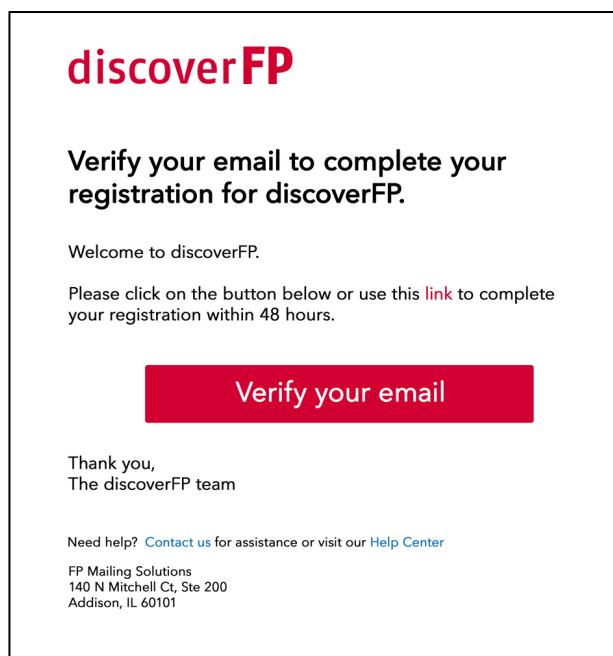 discoverFP
Verify your email to complete your
registration for discoverFP.
Welcome to discoverFP.
Please click on the button below or use this link to complete
your registration within 48 hours.
Verify your email
Thank you,
The discoverFP team
Need help? Contact us for assistance or visit our Help Center
FP Mailing Solutions
140 N Mitchell Ct, Ste 200
Addison, IL 60101